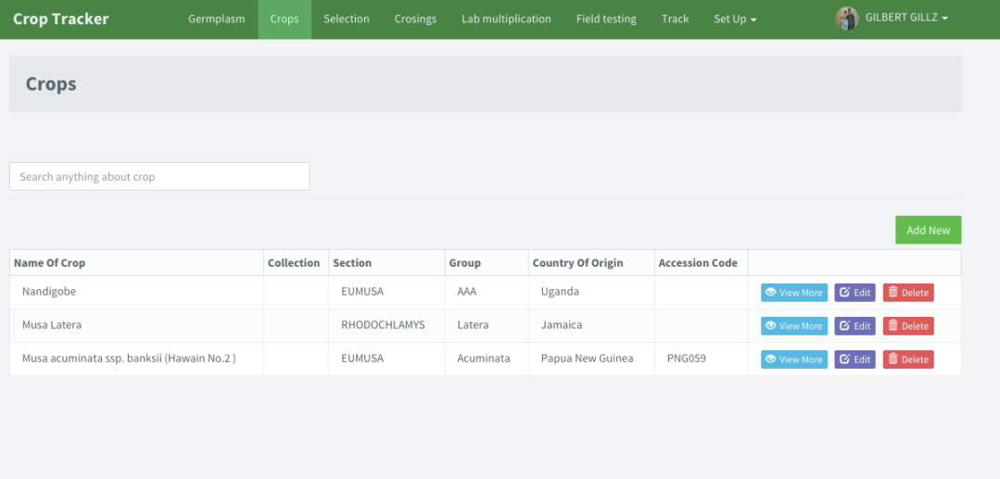 Crop Tracker Germplasm Crops Selection Crosings Lab multiplication Field testing Track Set Up GILBERT GILLZ
Crops
Search anything about crop
Add New
Name Of Crop Collection Section Group Country Of Origin Accession Code
Nandigobe EUMUSA AAA Uganda View More Edit Delete
Musa Latera RHODOCHLAMYS Latera Jamaica View More Edit Delete
Musa acuminata ssp. banksii (Hawain No.2 ) EUMUSA Acuminata Papua New Guinea PNG059 View More Edit Delete